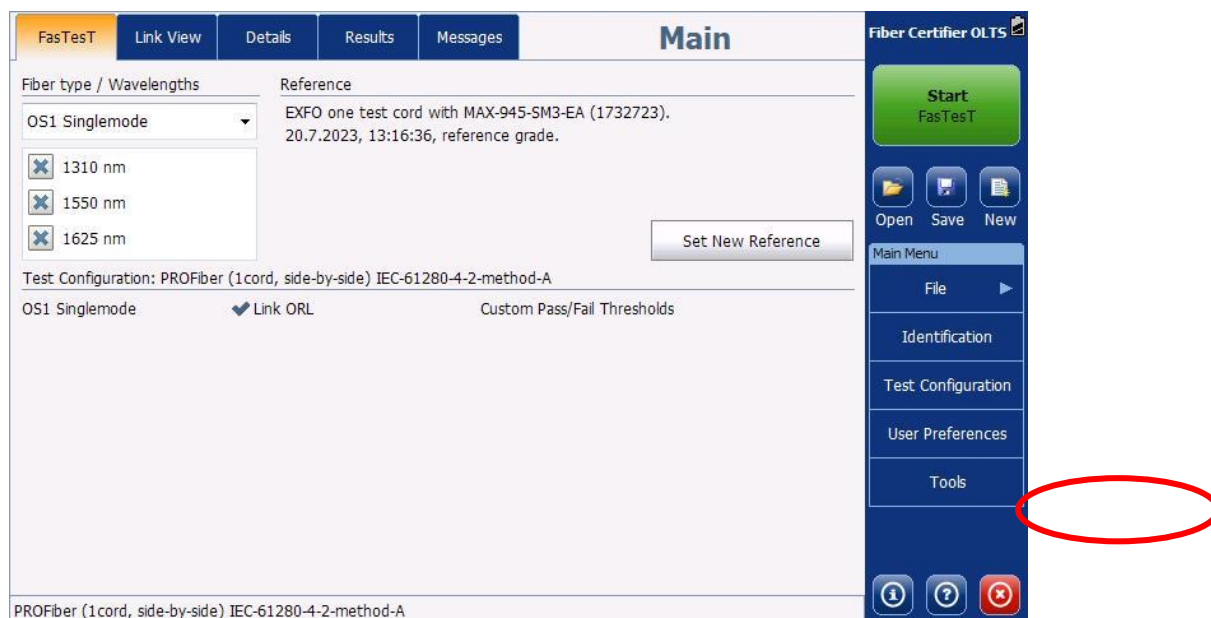 FasTesT
Link View
Details
Results
Messages
Main
Fiber Certifier OLTS
Fiber type / Wavelengths
Reference
OS1 Singlemode
EXFO one test cord with MAX-945-SM3-EA (1732723).
20.7.2023, 13:16:36, reference grade.
Start
FasTesT
1310 nm
1550 nm
1625 nm
Set New Reference
Open
Save
New
Main Menu
Test Configuration: PROFiber (1cord, side-by-side) IEC-61280-4-2-method-A
OS1 Singlemode
Link ORL
Custom Pass/Fail Thresholds
File
Identification
Test Configuration
User Preferences
Tools
PROFiber (1cord, side-by-side) IEC-61280-4-2-method-A